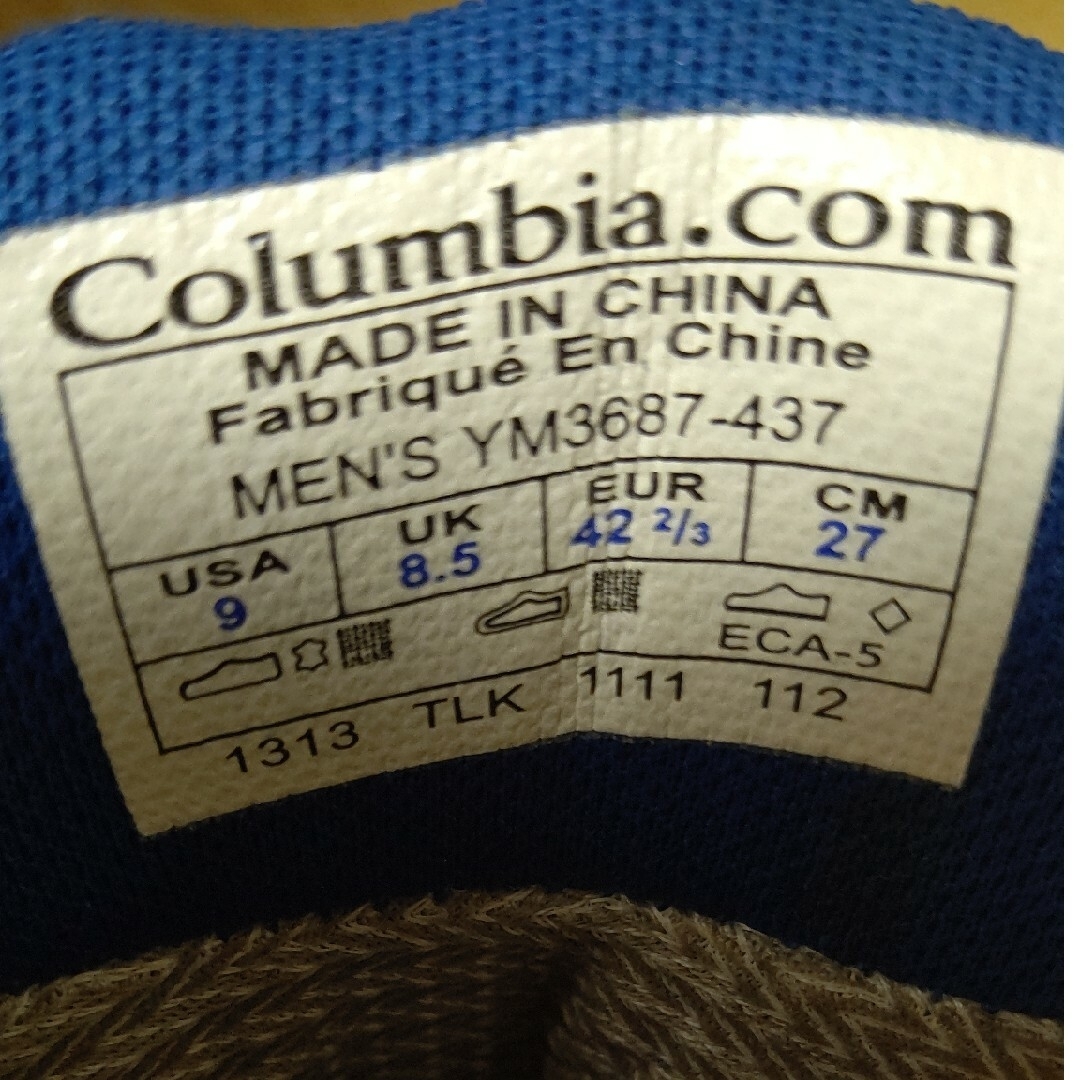 Columbia.com
MADE IN CHINA
Fabriqué En Chine
MEN'S YM3687-437
USA UK EUR CM
9 8.5 42 2/3 27
ECA-5
1313 TLK 1111 112